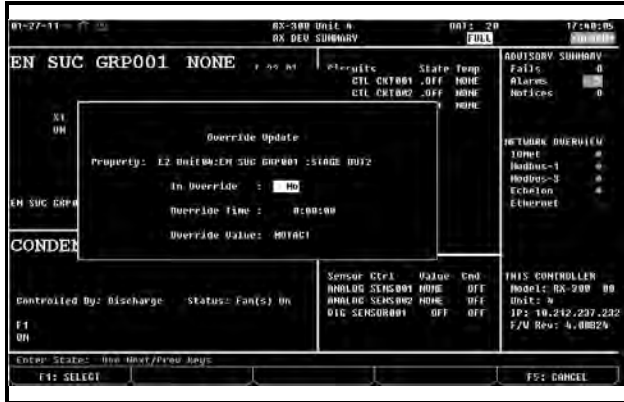 01-27-11
RX-300 Unit 4
17:40:05
RX DEV SUMMARY
FULL
EN SUC GRP001 NONE
Circuits State Temp
CTL CKT001 .OFF NONE
CTL CKT002 .OFF NONE
NONE
ADVISORY SUMMARY
Fails 0
Alarms
Notices 0
X1
ON
Override Update
Property: E2 Unit04:EN SUC GRP001 :STAGE OUT2
In Override : No
Override Time : 0:00:00
Override Value: NOTACT
NETWORK OVERVIEW
IONet
Modbus-1
Modbus-3
Echelon
Ethernet
EN SUC GRP0
CONDEN
Controlled By: Discharge Status: Fan(s) On
F1
ON
Sensor Ctrl Value Cmd
ANALOG SENS001 NONE OFF
ANALOG SENS002 NONE OFF
DIG SENSOR001 OFF OFF
THIS CONTROLLER
Model: RX-300 00
Unit: 4
IP: 10.212.237.232
F/W Rev: 4.00B24
Enter State: Use Next/Prev Keys
F1: SELECT
F5: CANCEL